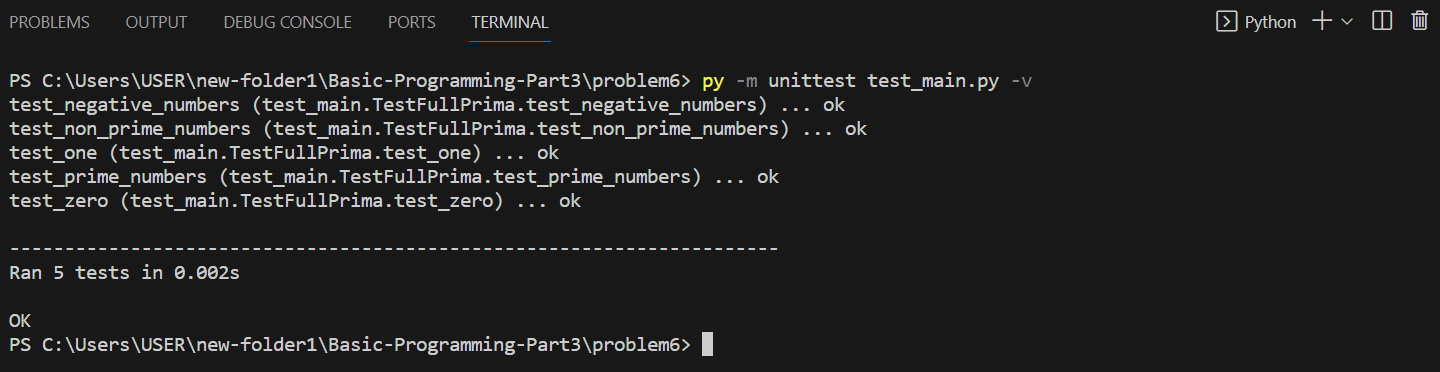 PROBLEMS OUTPUT DEBUG CONSOLE PORTS TERMINAL Python
PS C:\Users\USER\new-folder1\Basic-Programming-Part3\problem6> py -m unittest test_main.py -v
test_negative_numbers (test_main.TestFullPrima.test_negative_numbers) ... ok
test_non_prime_numbers (test_main.TestFullPrima.test_non_prime_numbers) ... ok
test_one (test_main.TestFullPrima.test_one) ... ok
test_prime_numbers (test_main.TestFullPrima.test_prime_numbers) ... ok
test_zero (test_main.TestFullPrima.test_zero) ... ok
----------------------------------------------------------------------
Ran 5 tests in 0.002s
OK
PS C:\Users\USER\new-folder1\Basic-Programming-Part3\problem6>